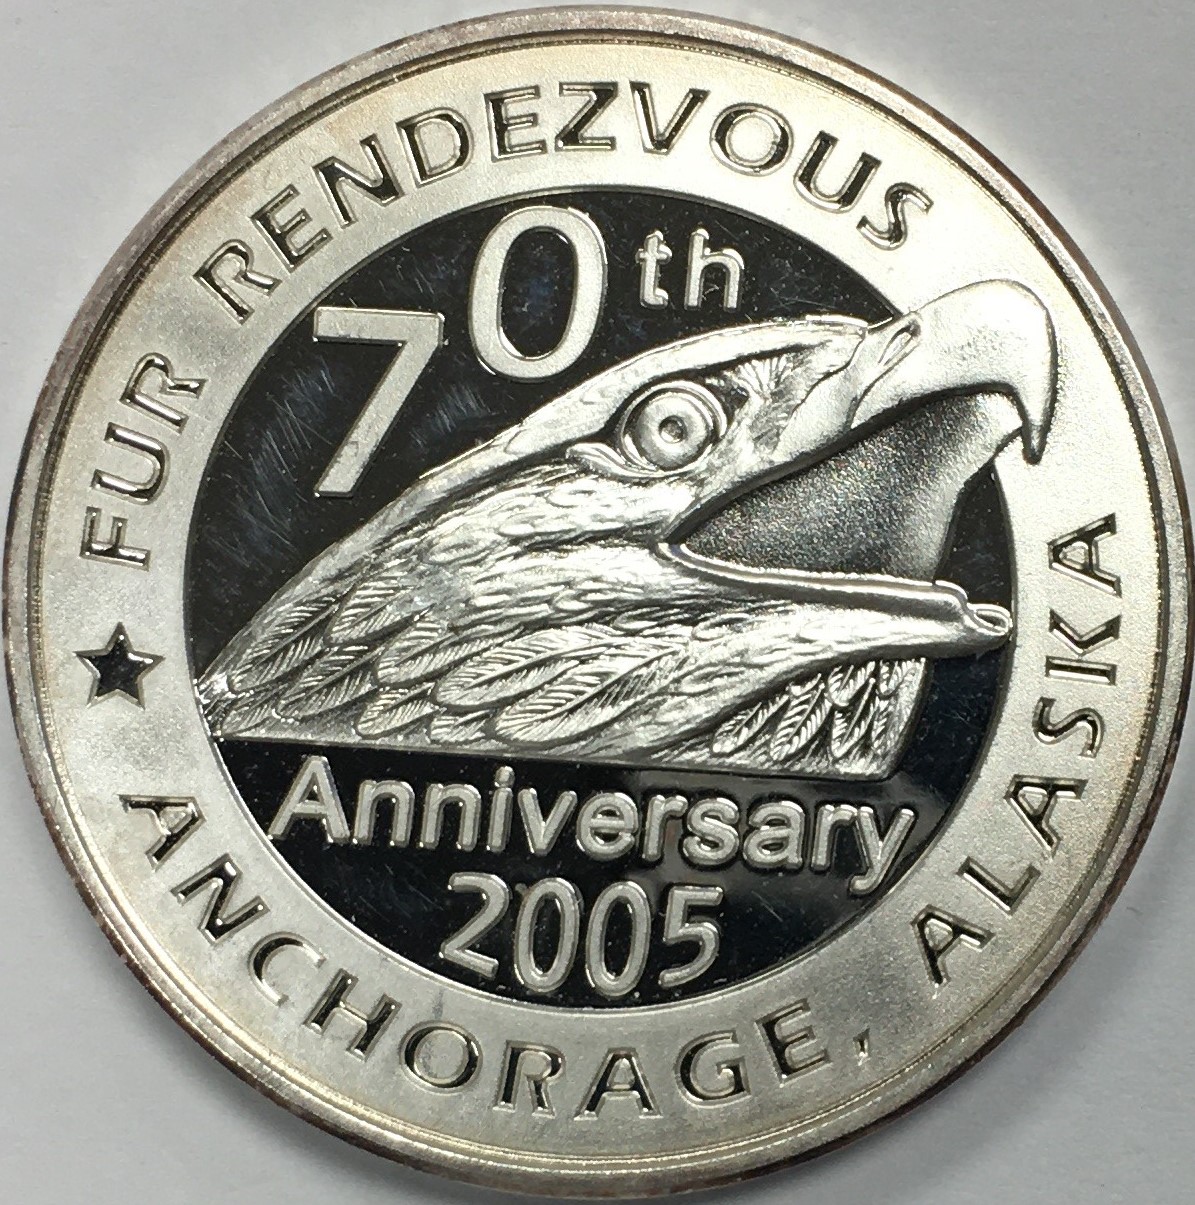 FUR RENDEZVOUS
70th
Anniversary
2005
ANCHORAGE, ALASKA